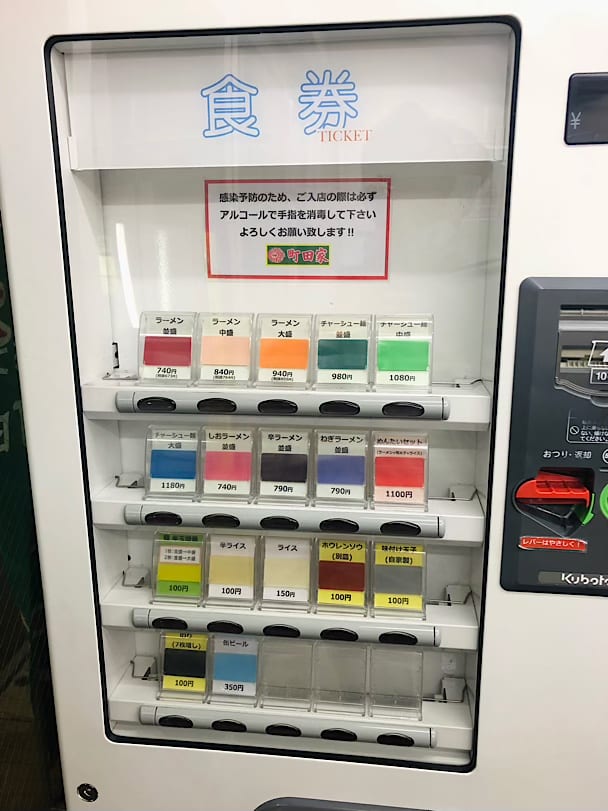 食券
TICKET
¥
感染予防のため、ご入店の際は必ず
アルコールで手指を消毒して下さい
よろしくお願い致します!!
町田家
ラーメン
並盛
740円
ラーメン
中盛
840円
ラーメン
大盛
940円
チャーシュー麺
並盛
980円
チャーシュー麺
中盛
1080円
チャーシュー麺
大盛
1180円
しおラーメン
並盛
740円
辛ラーメン
並盛
790円
ねぎラーメン
並盛
790円
めんたいセット
1100円
100円
半ライス
100円
ライス
150円
ホウレンソウ
(別皿)
100円
味付け玉子
(自家製)
100円
のり
(7枚増し)
100円
缶ビール
350円
おつり・返却
レバーはやさしく!
Kubot